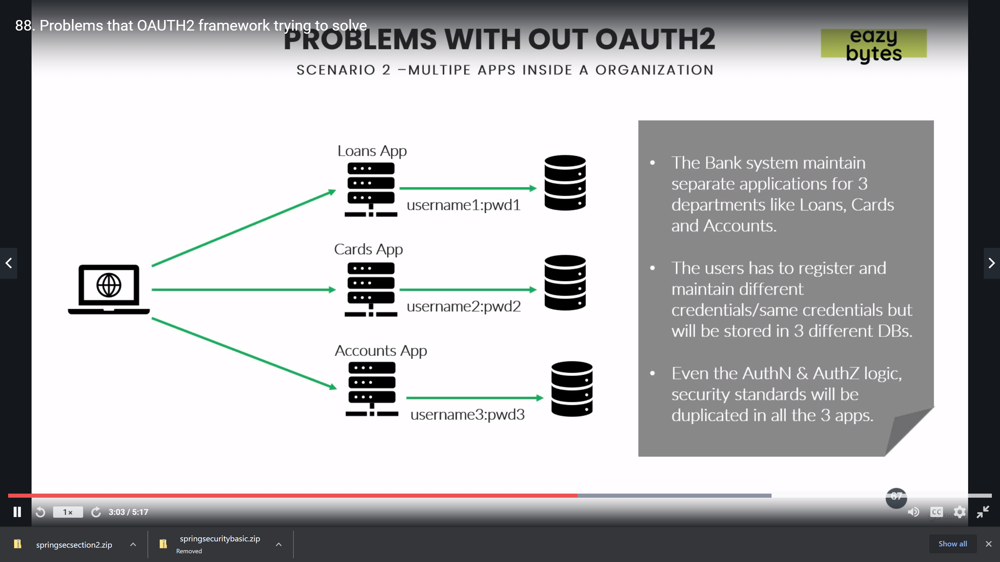 88. Problems that OAUTH2 framework trying to solve
PROBLEMS WITH OUT OAUTH2
SCENARIO 2 –MULTIPE APPS INSIDE A ORGANIZATION
eazy
bytes
Loans App
username1:pwd1
Cards App
username2:pwd2
Accounts App
username3:pwd3
• The Bank system maintain
separate applications for 3
departments like Loans, Cards
and Accounts.
• The users has to register and
maintain different
credentials/same credentials but
will be stored in 3 different DBs.
• Even the AuthN & AuthZ logic,
security standards will be
duplicated in all the 3 apps.
67
1x
3:03 / 5:17
CC
springsecsection2.zip
springsecuritybasic.zip
Removed
Show all